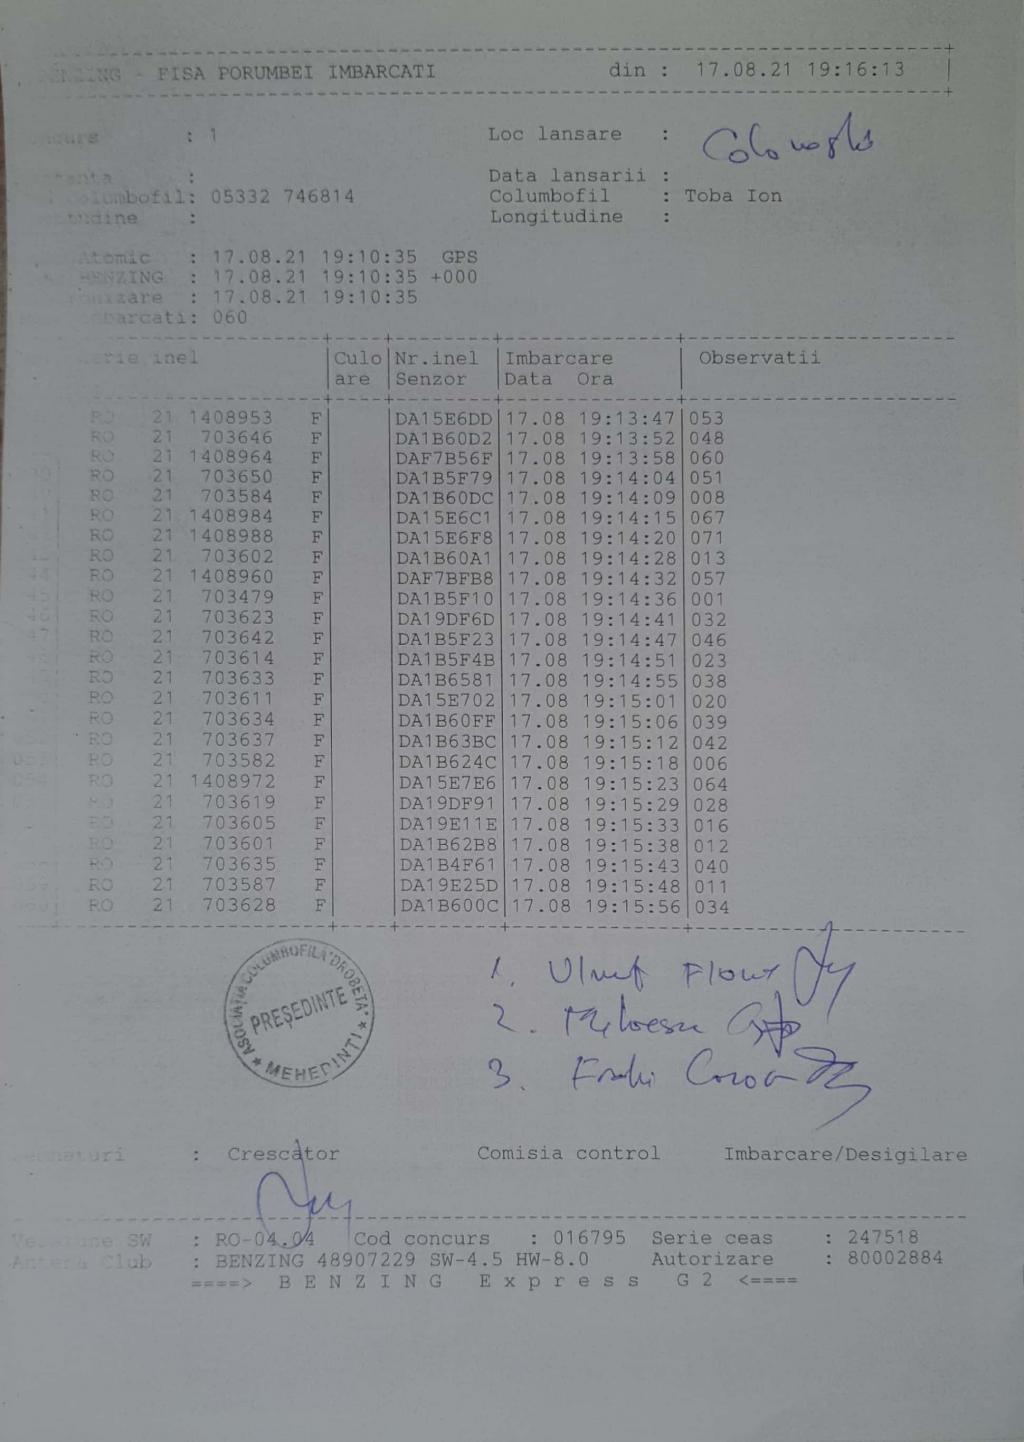 BENZING - FISA PORUMBEI IMBARCATI din : 17.08.21 19:16:13
: 1 Loc lansare :
: Data lansarii :
Columbofil: 05332 746814 Columbofil : Toba Ion
: Longitudine :
Atomic : 17.08.21 19:10:35 GPS
BENZING : 17.08.21 19:10:35 +000
: 17.08.21 19:10:35
: 060
Serie inel Culo Nr.inel Imbarcare Observatii
are Senzor Data Ora
RO 21 1408953 F DA15E6DD 17.08 19:13:47 053
RO 21 703646 F DA1B60D2 17.08 19:13:52 048
RO 21 1408964 F DAF7B56F 17.08 19:13:58 060
RO 21 703650 F DA1B5F79 17.08 19:14:04 051
RO 21 703584 F DA1B60DC 17.08 19:14:09 008
RO 21 1408984 F DA15E6C1 17.08 19:14:15 067
RO 21 1408988 F DA15E6F8 17.08 19:14:20 071
RO 21 703602 F DA1B60A1 17.08 19:14:28 013
RO 21 1408960 F DAF7BFB8 17.08 19:14:32 057
RO 21 703479 F DA1B5F10 17.08 19:14:36 001
RO 21 703623 F DA19DF6D 17.08 19:14:41 032
RO 21 703642 F DA1B5F23 17.08 19:14:47 046
RO 21 703614 F DA1B5F4B 17.08 19:14:51 023
RO 21 703633 F DA1B6581 17.08 19:14:55 038
RO 21 703611 F DA15E702 17.08 19:15:01 020
RO 21 703634 F DA1B60FF 17.08 19:15:06 039
RO 21 703637 F DA1B63BC 17.08 19:15:12 042
RO 21 703582 F DA1B624C 17.08 19:15:18 006
RO 21 1408972 F DA15E7E6 17.08 19:15:23 064
RO 21 703619 F DA19DF91 17.08 19:15:29 028
RO 21 703605 F DA19E11E 17.08 19:15:33 016
RO 21 703601 F DA1B62B8 17.08 19:15:38 012
RO 21 703635 F DA1B4F61 17.08 19:15:43 040
RO 21 703587 F DA19E25D 17.08 19:15:48 011
RO 21 703628 F DA1B600C 17.08 19:15:56 034
ASOCIAȚIA COLUMBOFILĂ "DROBETA"
PREȘEDINTE
* MEHEDINȚI *
1.
2.
3.
: Crescător Comisia control Imbarcare/Desigilare
Versiune SW : RO-04.04 Cod concurs : 016795 Serie ceas : 247518
Antena Club : BENZING 48907229 SW-4.5 HW-8.0 Autorizare : 80002884
====> B E N Z I N G E x p r e s s G 2 <====